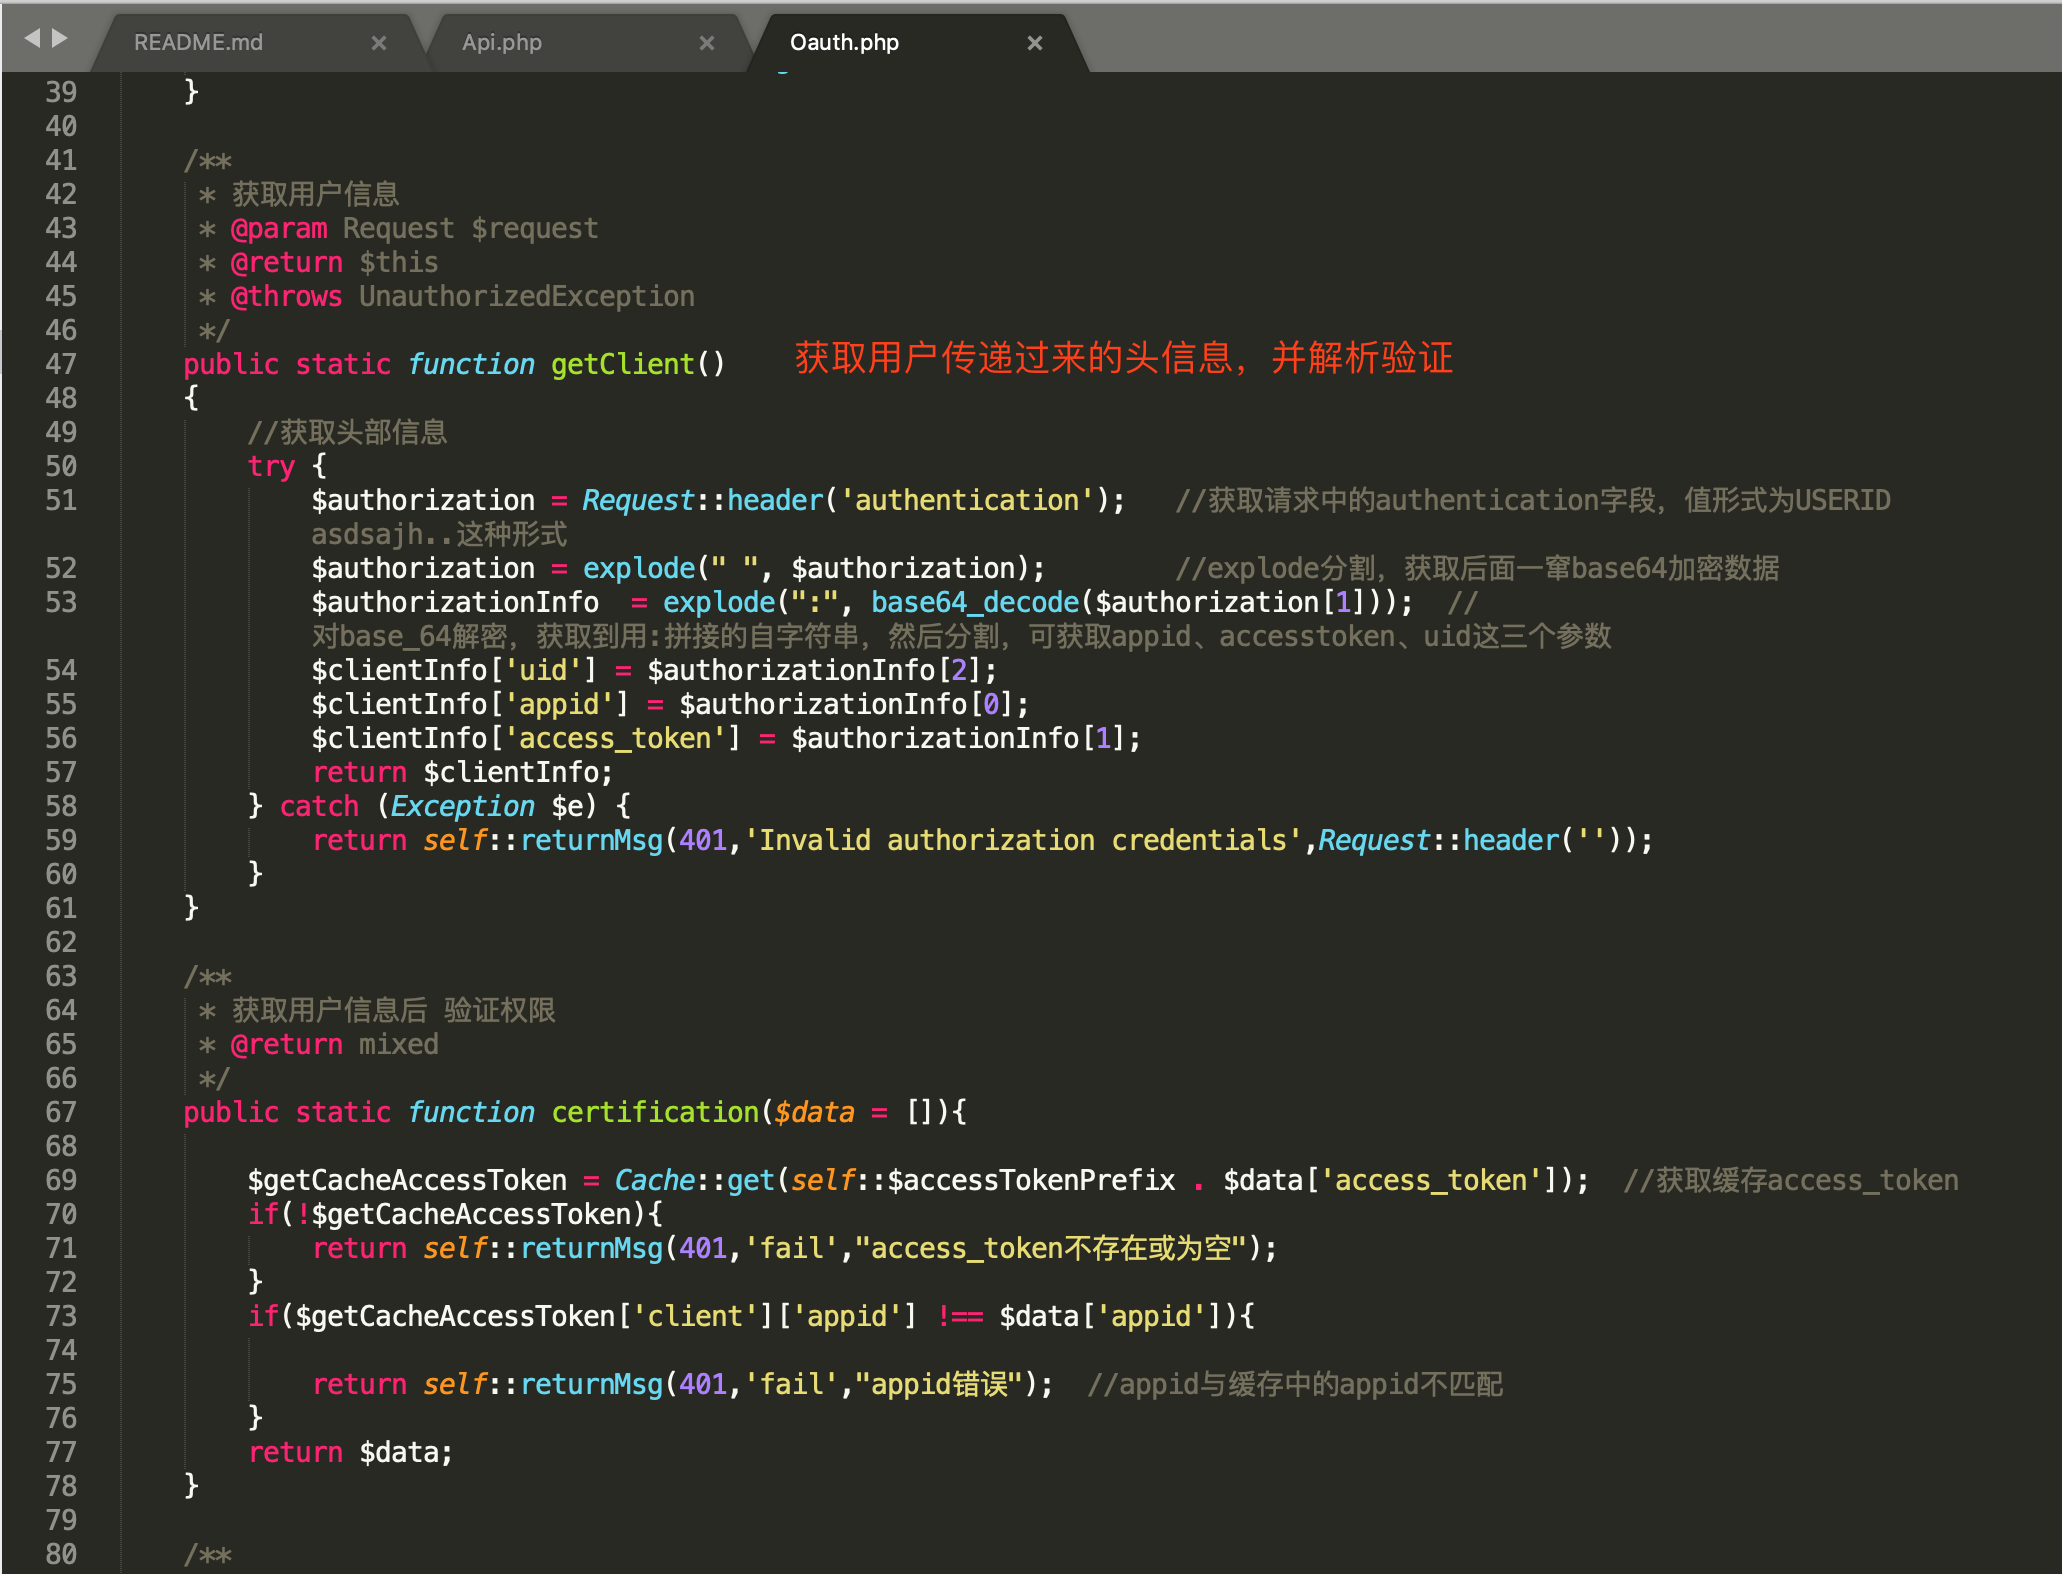 README.md × Api.php × Oauth.php ×
39 }
40
41 /**
42 * 获取用户信息
43 * @param Request $request
44 * @return $this
45 * @throws UnauthorizedException
46 */
47 public static function getClient() 获取用户传递过来的头信息，并解析验证
48 {
49 //获取头部信息
50 try {
51 $authorization = Request::header('authentication'); //获取请求中的authentication字段，值形式为USERID
asdsajh..这种形式
52 $authorization = explode(" ", $authorization); //explode分割，获取后面一窜base64加密数据
53 $authorizationInfo = explode(":", base64_decode($authorization[1])); //
对base_64解密，获取到用:拼接的自字符串，然后分割，可获取appid、accesstoken、uid这三个参数
54 $clientInfo['uid'] = $authorizationInfo[2];
55 $clientInfo['appid'] = $authorizationInfo[0];
56 $clientInfo['access_token'] = $authorizationInfo[1];
57 return $clientInfo;
58 } catch (Exception $e) {
59 return self::returnMsg(401,'Invalid authorization credentials',Request::header(''));
60 }
61 }
62
63 /**
64 * 获取用户信息后 验证权限
65 * @return mixed
66 */
67 public static function certification($data = []){
68
69 $getCacheAccessToken = Cache::get(self::$accessTokenPrefix . $data['access_token']); //获取缓存access_token
70 if(!$getCacheAccessToken){
71 return self::returnMsg(401,'fail',"access_token不存在或为空");
72 }
73 if($getCacheAccessToken['client']['appid'] !== $data['appid']){
74
75 return self::returnMsg(401,'fail',"appid错误"); //appid与缓存中的appid不匹配
76 }
77 return $data;
78 }
79
80 /**